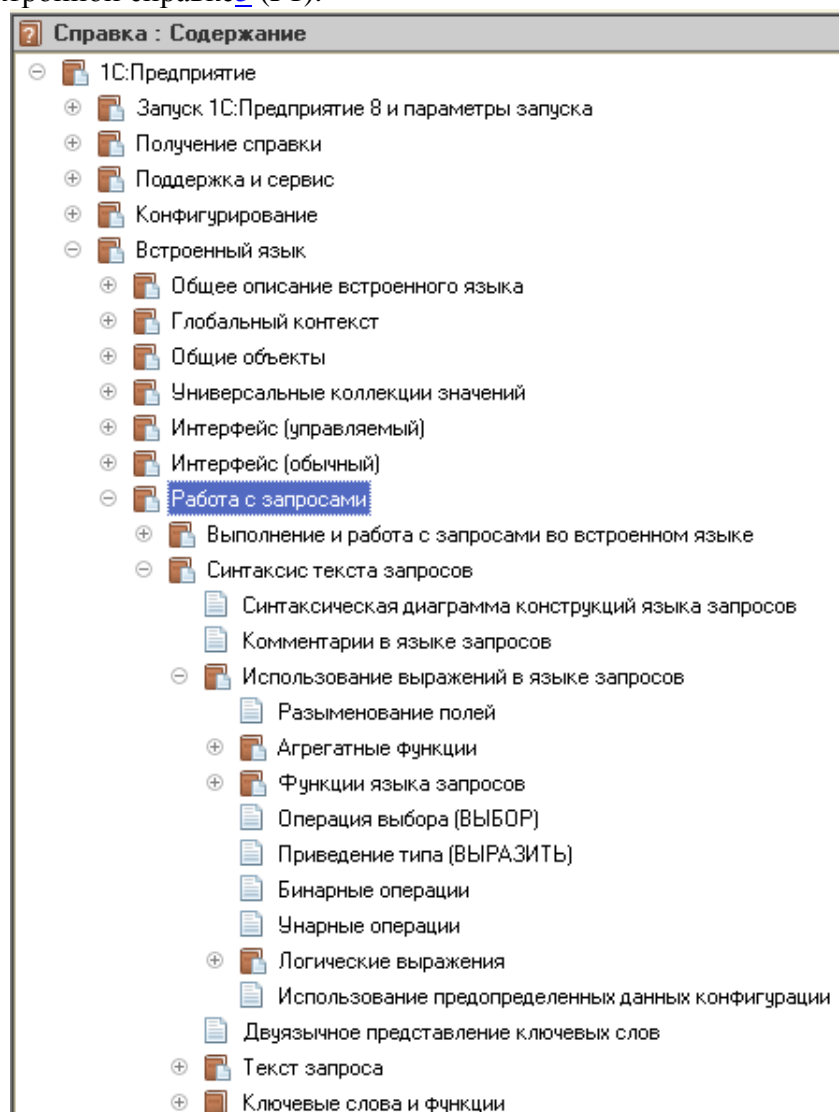 тронной справке5 (F1).
Справка : Содержание
1С:Предприятие
Запуск 1С:Предприятие 8 и параметры запуска
Получение справки
Поддержка и сервис
Конфигурирование
Встроенный язык
Общее описание встроенного языка
Глобальный контекст
Общие объекты
Универсальные коллекции значений
Интерфейс (управляемый)
Интерфейс (обычный)
Работа с запросами
Выполнение и работа с запросами во встроенном языке
Синтаксис текста запросов
Синтаксическая диаграмма конструкций языка запросов
Комментарии в языке запросов
Использование выражений в языке запросов
Разыменование полей
Агрегатные функции
Функции языка запросов
Операция выбора (ВЫБОР)
Приведение типа (ВЫРАЗИТЬ)
Бинарные операции
Унарные операции
Логические выражения
Использование предопределенных данных конфигурации
Двуязычное представление ключевых слов
Текст запроса
Ключевые слова и функции